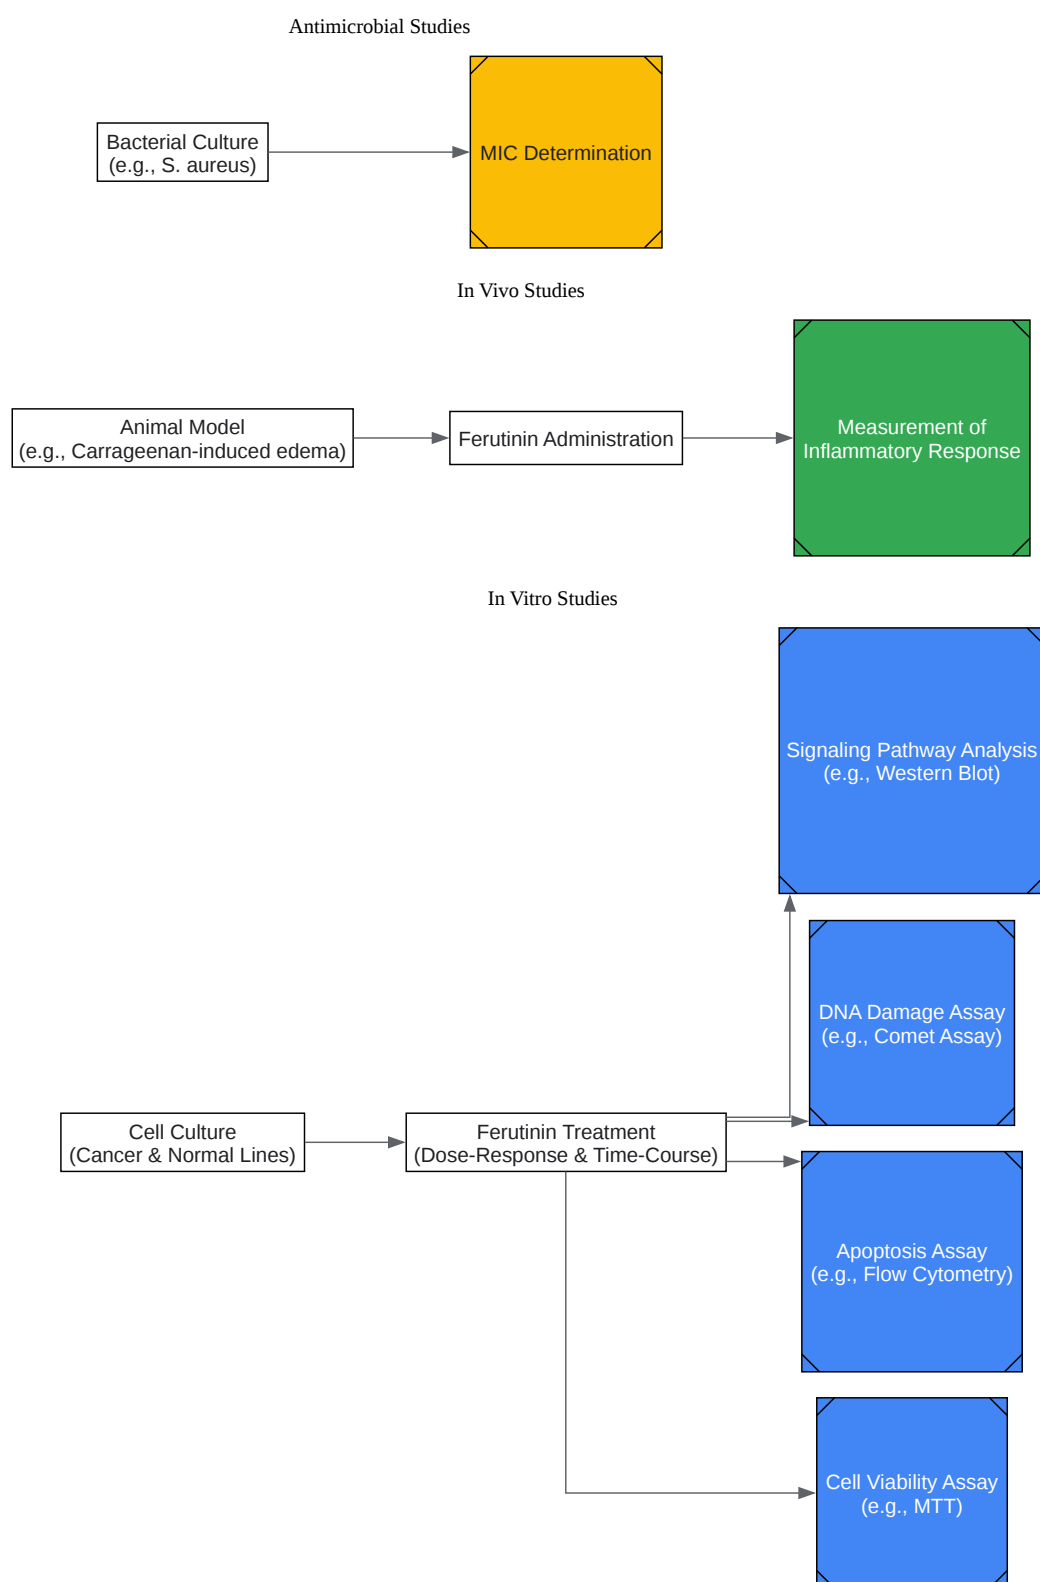 Antimicrobial Studies
Bacterial Culture
(e.g., S. aureus)
MIC Determination
In Vivo Studies
Animal Model
(e.g., Carrageenan-induced edema)
Ferutinin Administration
Measurement of
Inflammatory Response
In Vitro Studies
Signaling Pathway Analysis
(e.g., Western Blot)
DNA Damage Assay
(e.g., Comet Assay)
Cell Culture
(Cancer & Normal Lines)
Ferutinin Treatment
(Dose-Response & Time-Course)
Apoptosis Assay
(e.g., Flow Cytometry)
Cell Viability Assay
(e.g., MTT)